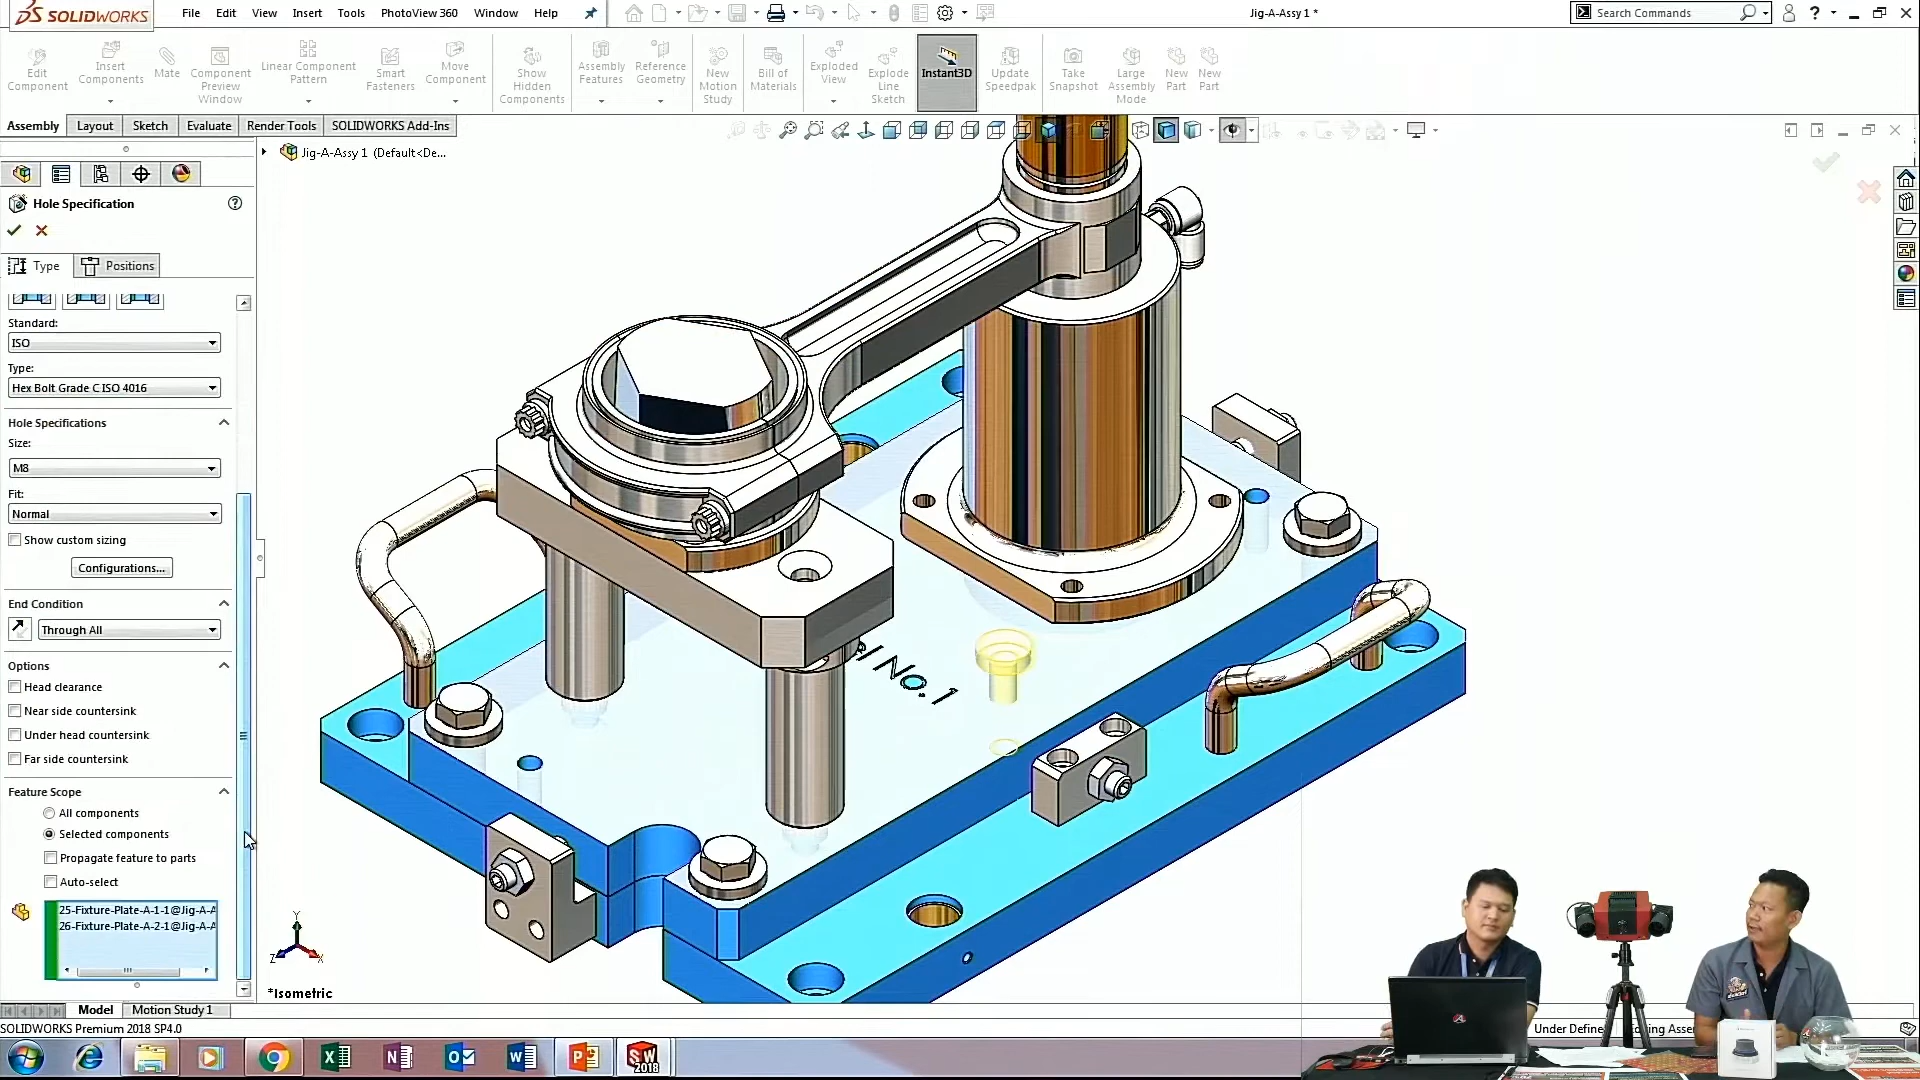 SOLIDWORKS
File Edit View Insert Tools PhotoView 360 Window Help
Jig-A-Assy 1 *
Search Commands
Edit Component
Insert Components
Mate
Component Preview Window
Linear Component Pattern
Smart Fasteners
Move Component
Show Hidden Components
Assembly Features
Reference Geometry
New Motion Study
Bill of Materials
Exploded View
Explode Line Sketch
Instant3D
Update Speedpak
Take Snapshot
Large Assembly Mode
New Part
New Part
Assembly Layout Sketch Evaluate Render Tools SOLIDWORKS Add-Ins
Jig-A-Assy 1 (Default<De...
Hole Specification
Type Positions
Standard:
ISO
Type:
Hex Bolt Grade C ISO 4016
Hole Specifications
Size:
M8
Fit:
Normal
Show custom sizing
Configurations...
End Condition
Through All
Options
Head clearance
Near side countersink
Under head countersink
Far side countersink
Feature Scope
All components
Selected components
Propagate feature to parts
Auto-select
25-Fixture-Plate-A-1-1@Jig-A-A
26-Fixture-Plate-A-2-1@Jig-A-A
No.1
Y
Z
X
*Isometric
Model Motion Study 1
SOLIDWORKS Premium 2018 SP4.0
Under Define
SW 2018